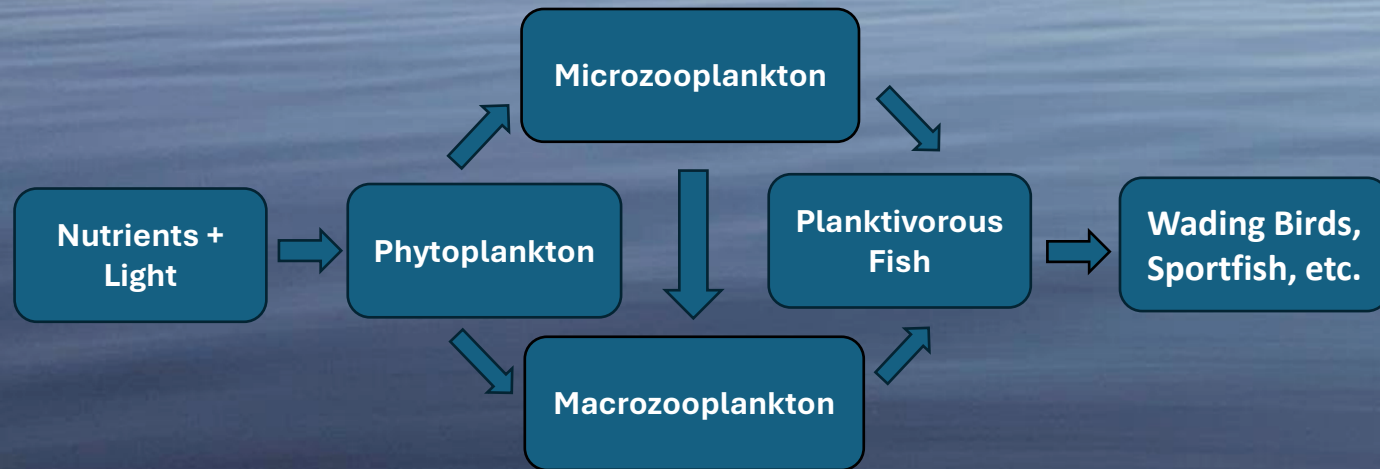 Microzooplankton
Nutrients +
Light
Phytoplankton
Planktivorous
Fish
Wading Birds,
Sportfish, etc.
Macrozooplankton